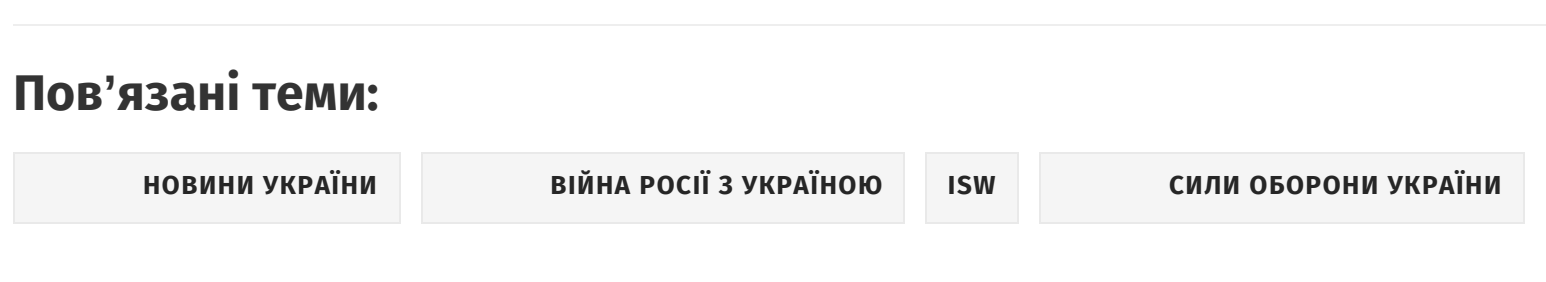 Пов’язані теми:
НОВИНИ УКРАЇНИ ВІЙНА РОСІЇ З УКРАЇНОЮ ISW СИЛИ ОБОРОНИ УКРАЇНИ